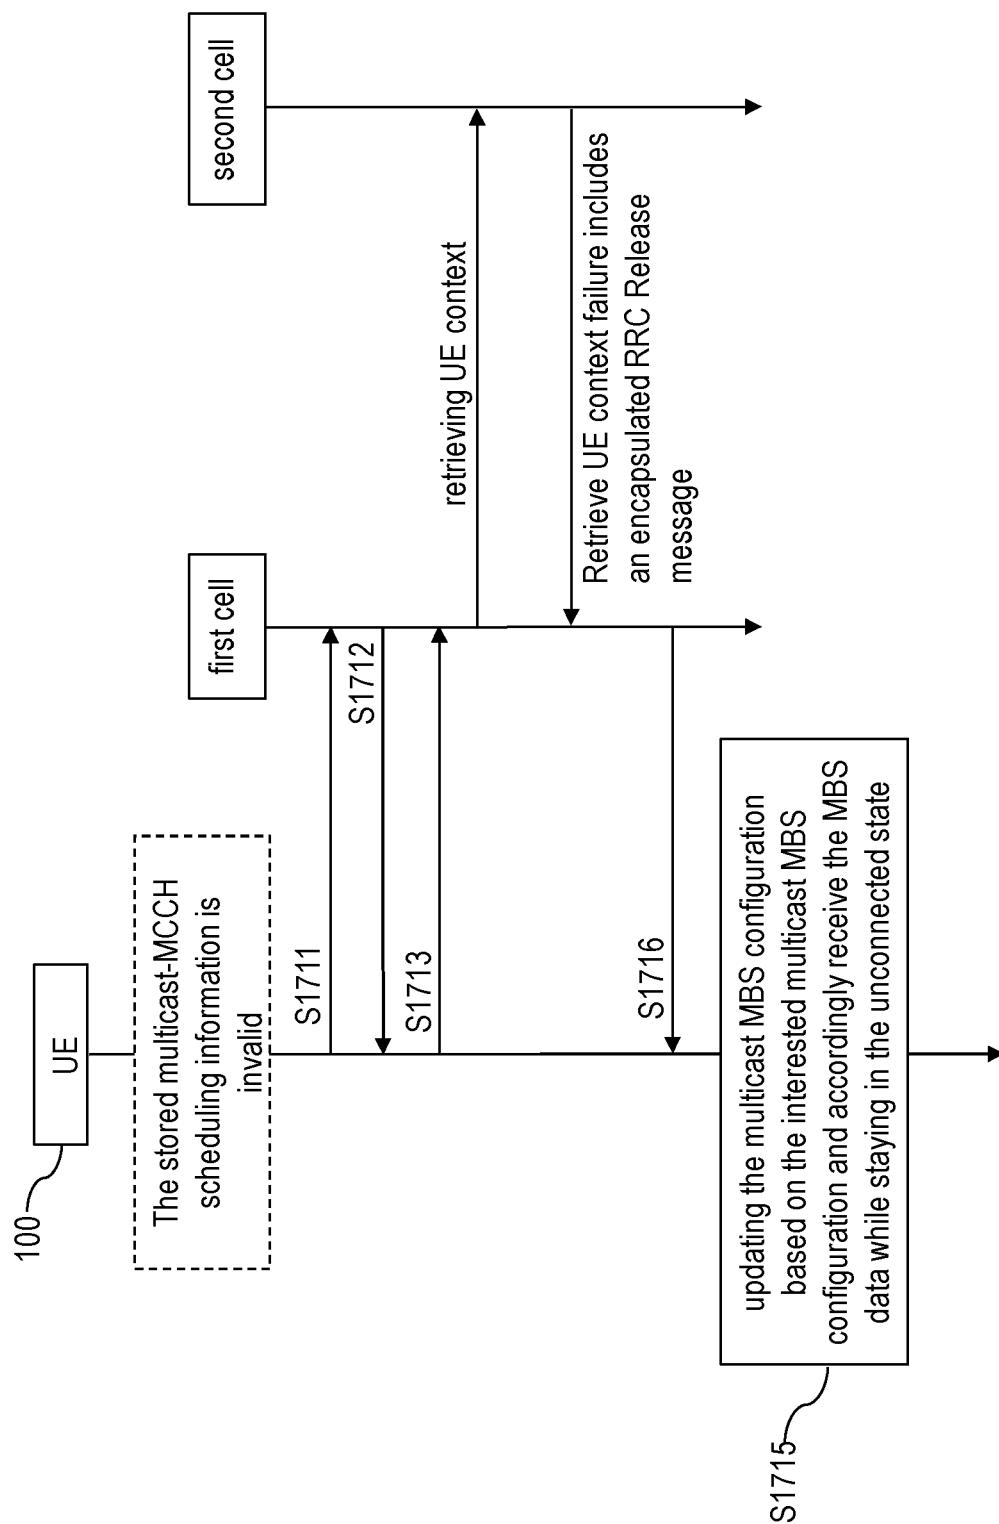 100
UE
first cell
second cell
The stored multicast-MCCH
scheduling information is
invalid
S1711
S1712
S1713
retrieving UE context
Retrieve UE context failure includes
an encapsulated RRC Release
message
S1716
S1715
updating the multicast MBS configuration
based on the interested multicast MBS
configuration and accordingly receive the MBS
data while staying in the unconnected state